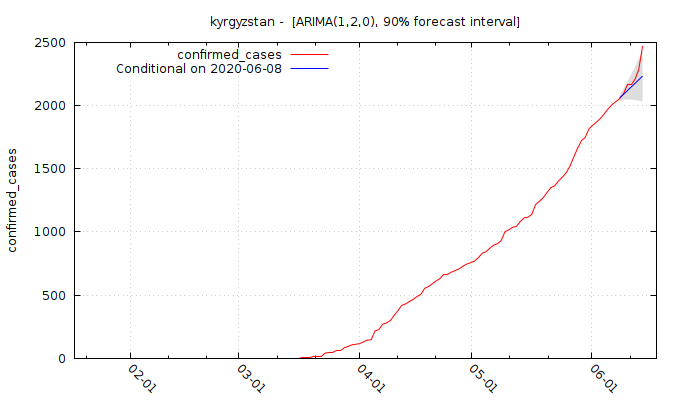 kyrgyzstan -  [ARIMA(1,2,0), 90% forecast interval]
confirmed_cases
Conditional on 2020-06-08
2500
2000
1500
1000
500
0
confirmed_cases
02-01
03-01
04-01
05-01
06-01